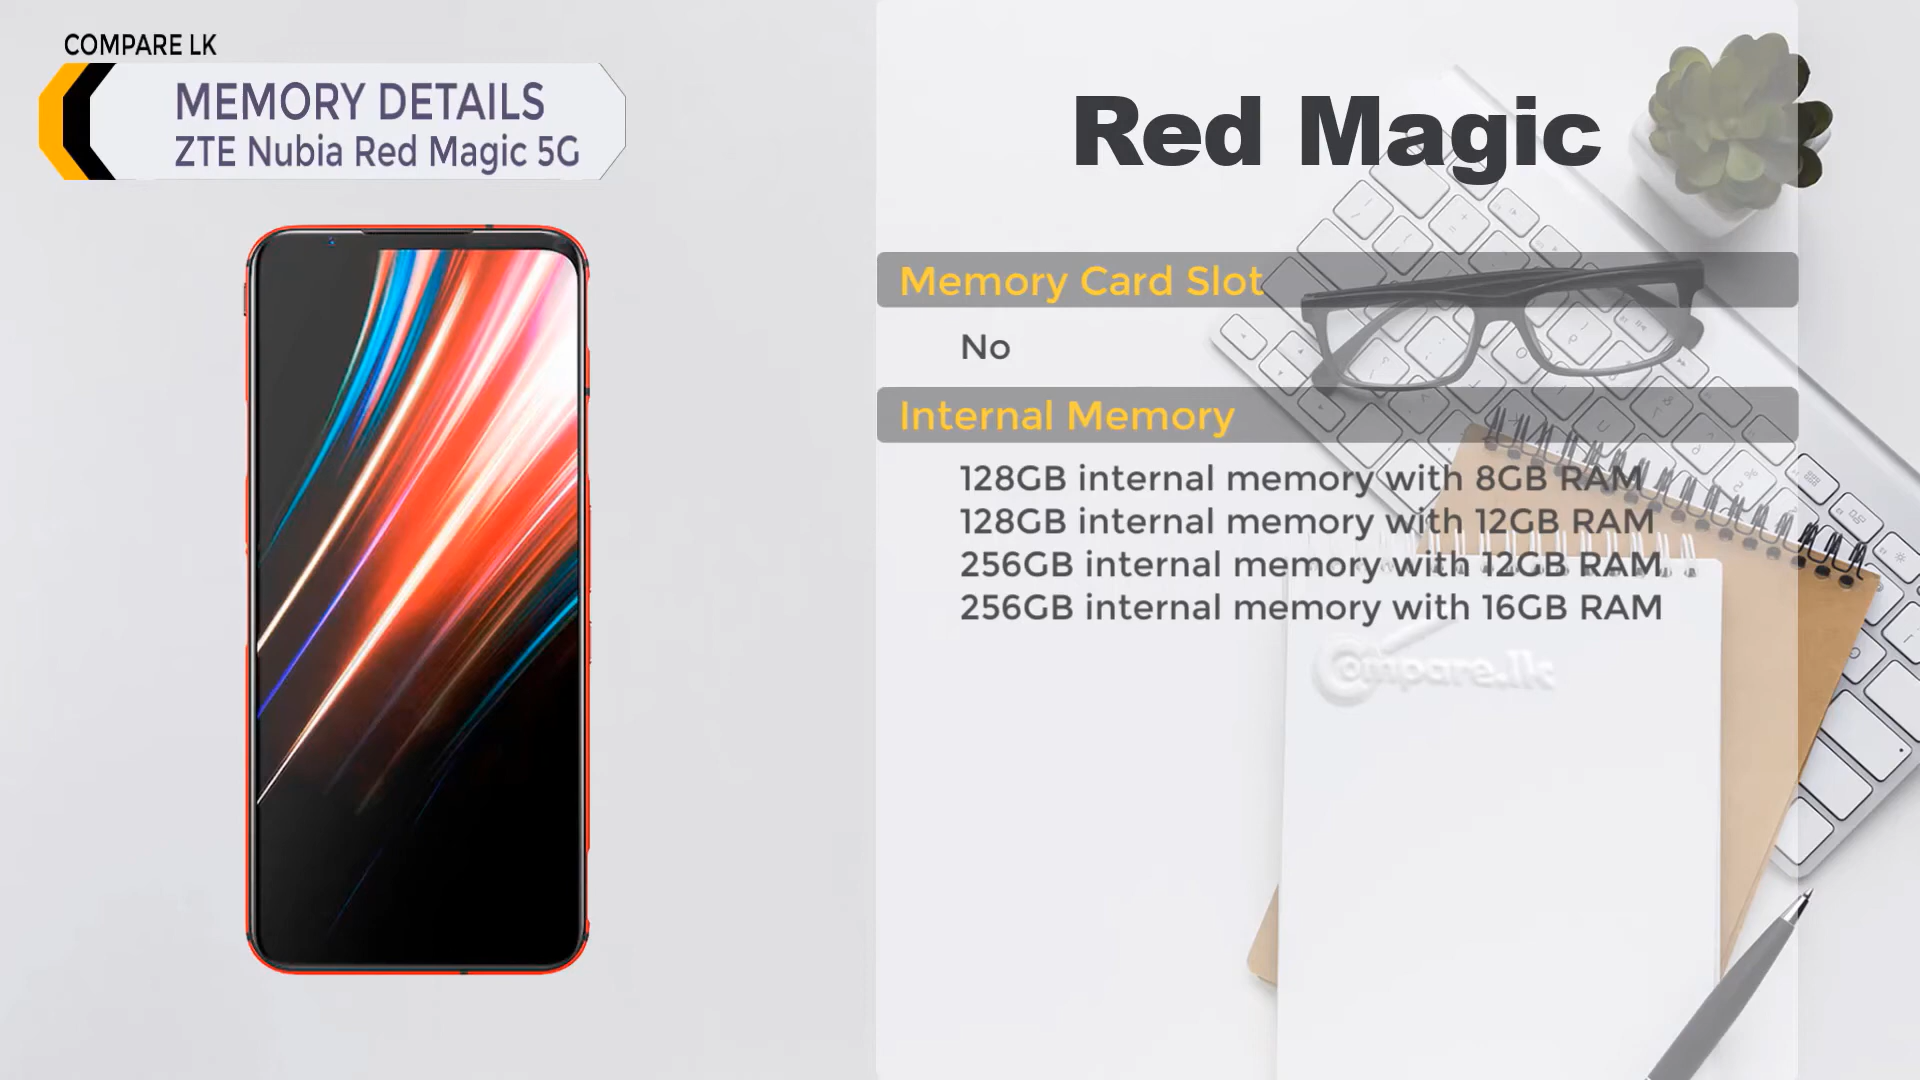 COMPARE LK
MEMORY DETAILS
ZTE Nubia Red Magic 5G
Red Magic
Memory Card Slot
No
Internal Memory
128GB internal memory with 8GB RAM
128GB internal memory with 12GB RAM
256GB internal memory with 12GB RAM
256GB internal memory with 16GB RAM
Compare.lk